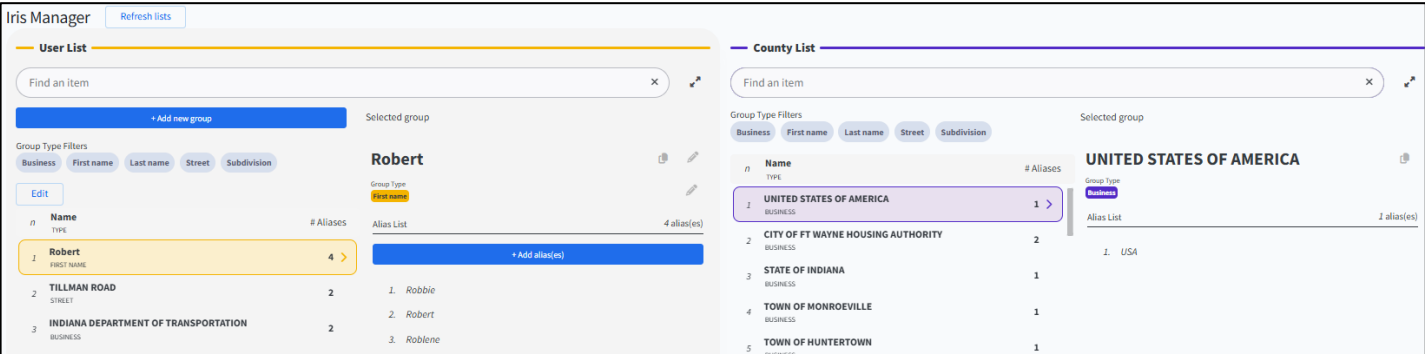 Iris Manager
Refresh lists
User List
Find an item
+ Add new group
Group Type Filters
Business First name Last name Street Subdivision
Edit
n Name # Aliases
TYPE
1 Robert 4
FIRST NAME
2 TILLMAN ROAD 2
STREET
3 INDIANA DEPARTMENT OF TRANSPORTATION 2
BUSINESS
Selected group
Robert
Group Type
First name
Alias List 4 alias(es)
+ Add alias(es)
1. Robbie
2. Robert
3. Roblene
County List
Find an item
Group Type Filters
Business First name Last name Street Subdivision
n Name # Aliases
TYPE
1 UNITED STATES OF AMERICA 1
BUSINESS
2 CITY OF FT WAYNE HOUSING AUTHORITY 2
BUSINESS
3 STATE OF INDIANA 1
BUSINESS
4 TOWN OF MONROEVILLE 1
BUSINESS
5 TOWN OF HUNTERTOWN 1
BUSINESS
Selected group
UNITED STATES OF AMERICA
Group Type
Business
Alias List 1 alias(es)
1. USA